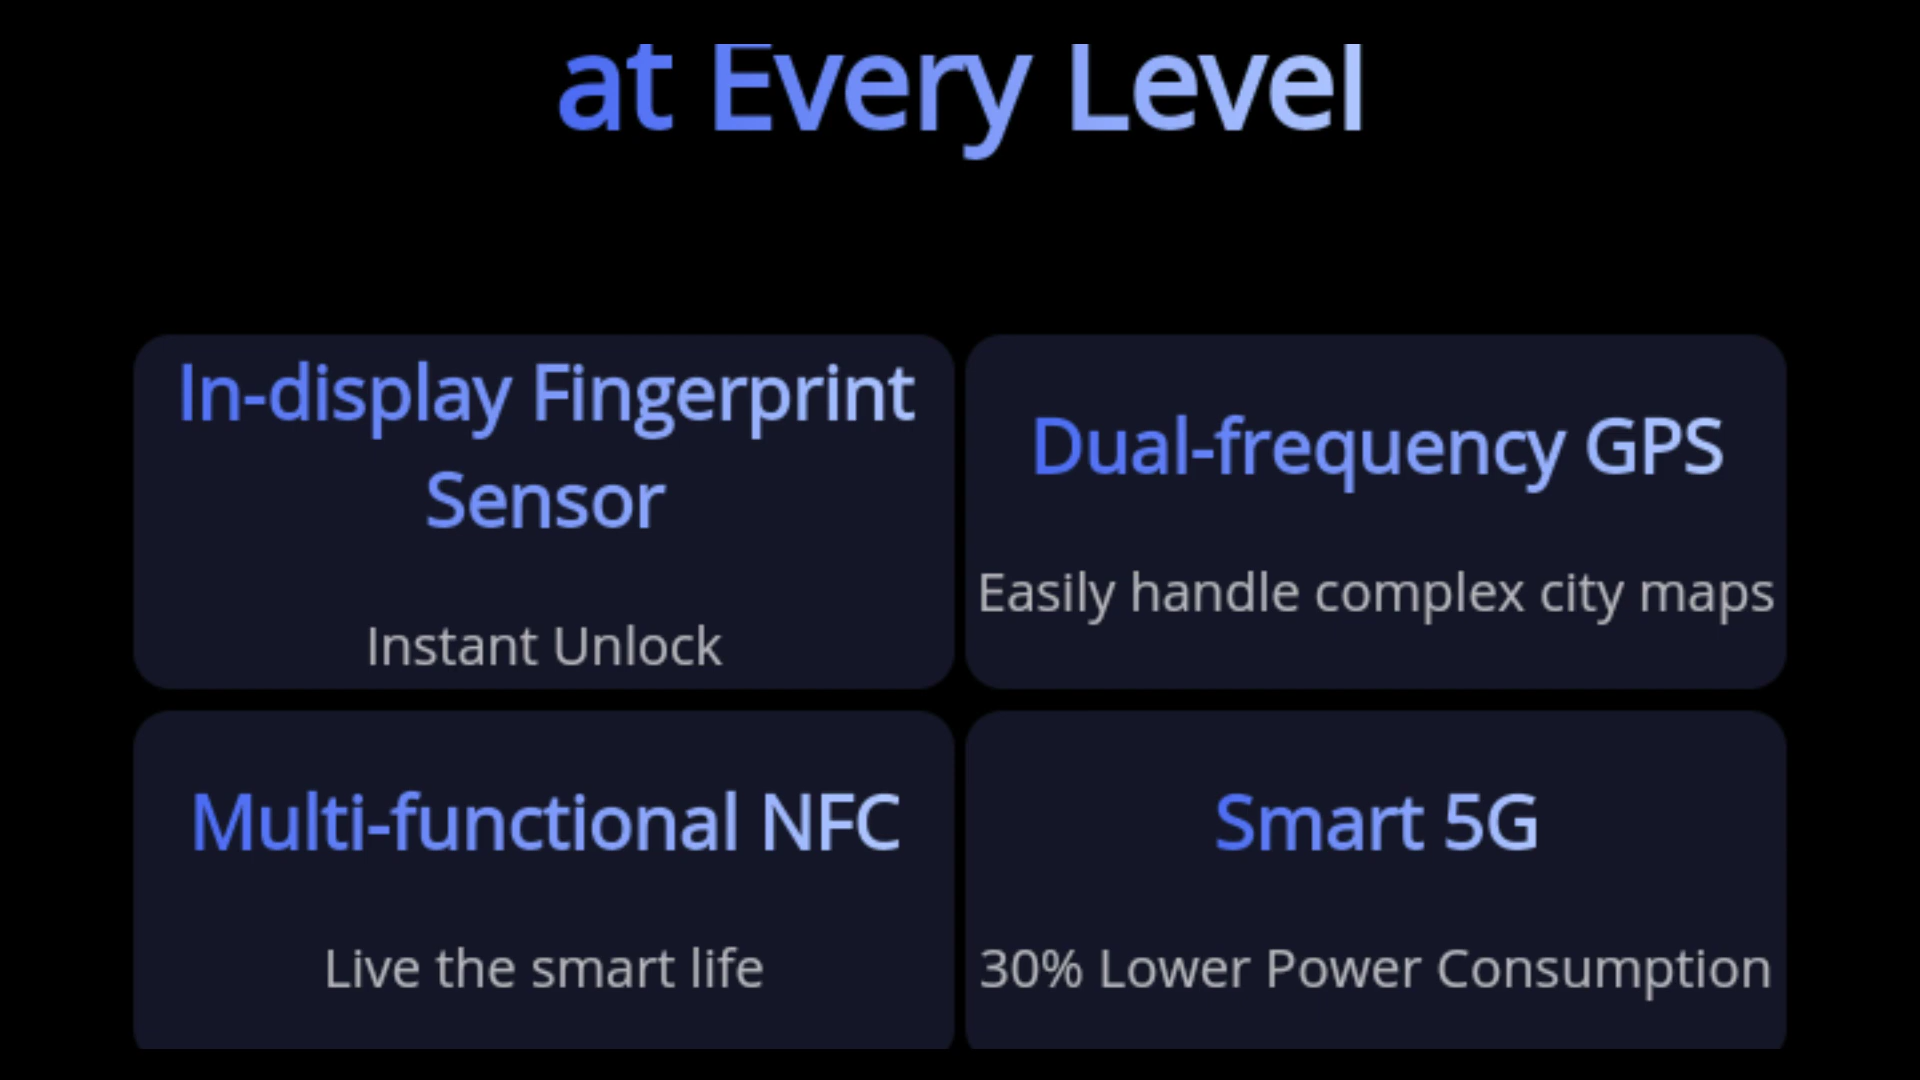 at Every Level
In-display Fingerprint
Sensor
Instant Unlock
Dual-frequency GPS
Easily handle complex city maps
Multi-functional NFC
Live the smart life
Smart 5G
30% Lower Power Consumption